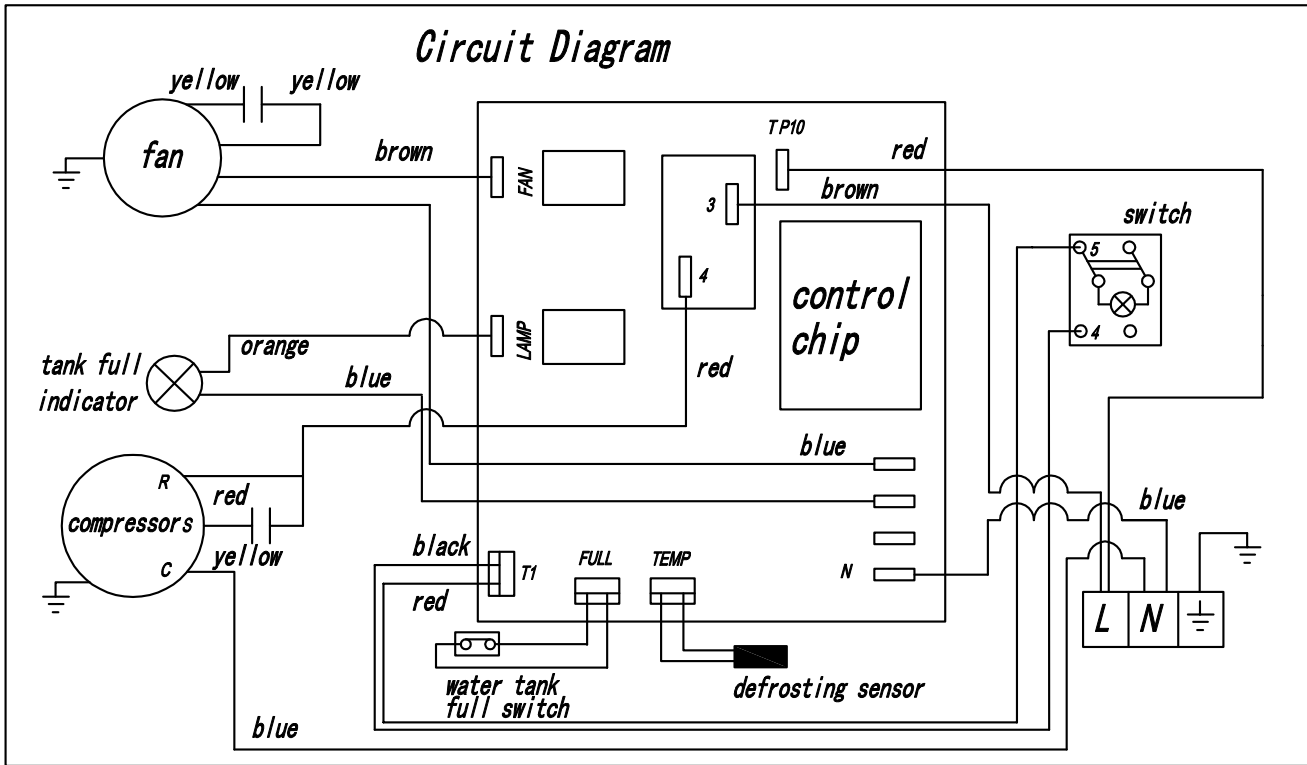 Circuit Diagram
yellow yellow
fan
brown
FAN
TP10
red
3
brown
switch
5
4
4
control
chip
LAMP
orange
tank full
indicator
blue
red
R
red
compressors
yellow
C
blue
blue
black
T1
red
FULL
TEMP
N
L N
water tank
full switch
defrosting sensor
blue